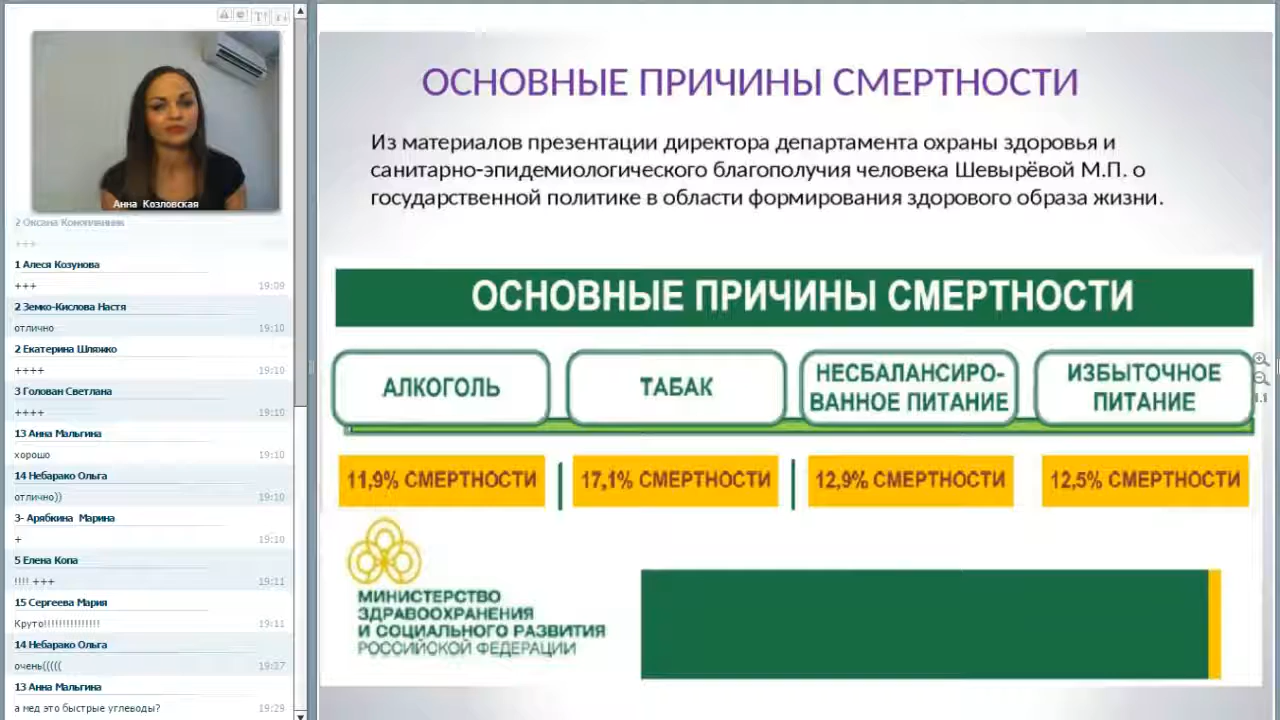 Анна Козловская
2 Оксана Коноплянник
+++
1 Алеся Козунова
+++
19:09
2 Земко-Кислова Настя
отлично
19:10
2 Екатерина Шляжко
++++
19:10
3 Голован Светлана
++++
19:10
13 Анна Мальгина
хорошо
19:10
14 Небарако Ольга
отлично))
19:10
3- Арябкина Марина
+
19:10
5 Елена Копа
!!!! +++
19:11
15 Сергеева Мария
Круто!!!!!!!!!!!!!!!
19:11
14 Небарако Ольга
очень(((((
19:27
13 Анна Мальгина
а мед это быстрые углеводы?
19:29
ОСНОВНЫЕ ПРИЧИНЫ СМЕРТНОСТИ
Из материалов презентации директора департамента охраны здоровья и
санитарно-эпидемиологического благополучия человека Шевырёвой М.П. о
государственной политике в области формирования здорового образа жизни.
ОСНОВНЫЕ ПРИЧИНЫ СМЕРТНОСТИ
АЛКОГОЛЬ
ТАБАК
НЕСБАЛАНСИРО-
ВАННОЕ ПИТАНИЕ
ИЗБЫТОЧНОЕ
ПИТАНИЕ
11,9% СМЕРТНОСТИ
17,1% СМЕРТНОСТИ
12,9% СМЕРТНОСТИ
12,5% СМЕРТНОСТИ
МИНИСТЕРСТВО
ЗДРАВООХРАНЕНИЯ
И СОЦИАЛЬНОГО РАЗВИТИЯ
РОССИЙСКОЙ ФЕДЕРАЦИИ